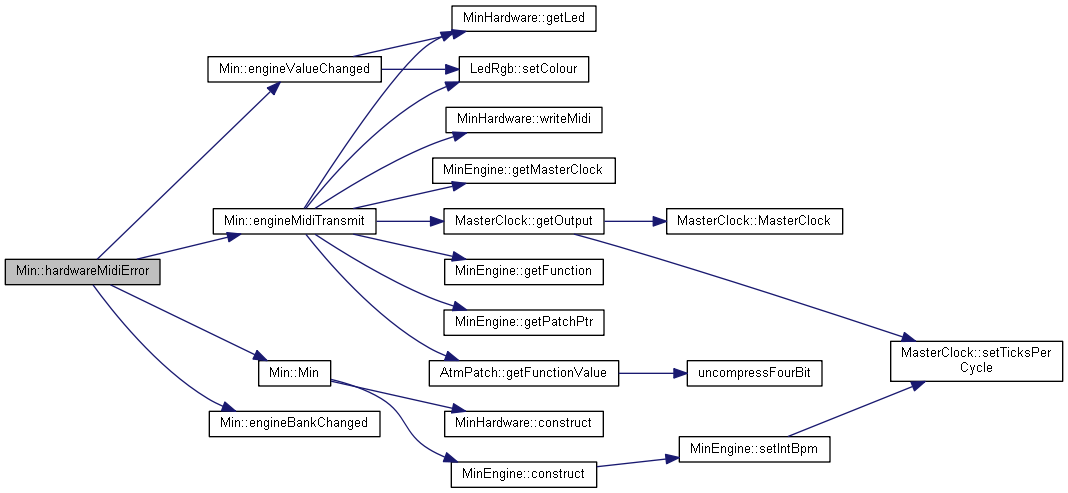 MinHardware::getLed
Min::engineValueChanged
LedRgb::setColour
MinHardware::writeMidi
MinEngine::getMasterClock
Min::engineMidiTransmit
MasterClock::getOutput
MasterClock::MasterClock
Min::hardwareMidiError
MinEngine::getFunction
MinEngine::getPatchPtr
MasterClock::setTicksPer
Cycle
Min::Min
AtmPatch::getFunctionValue
uncompressFourBit
Min::engineBankChanged
MinHardware::construct
MinEngine::setIntBpm
MinEngine::construct